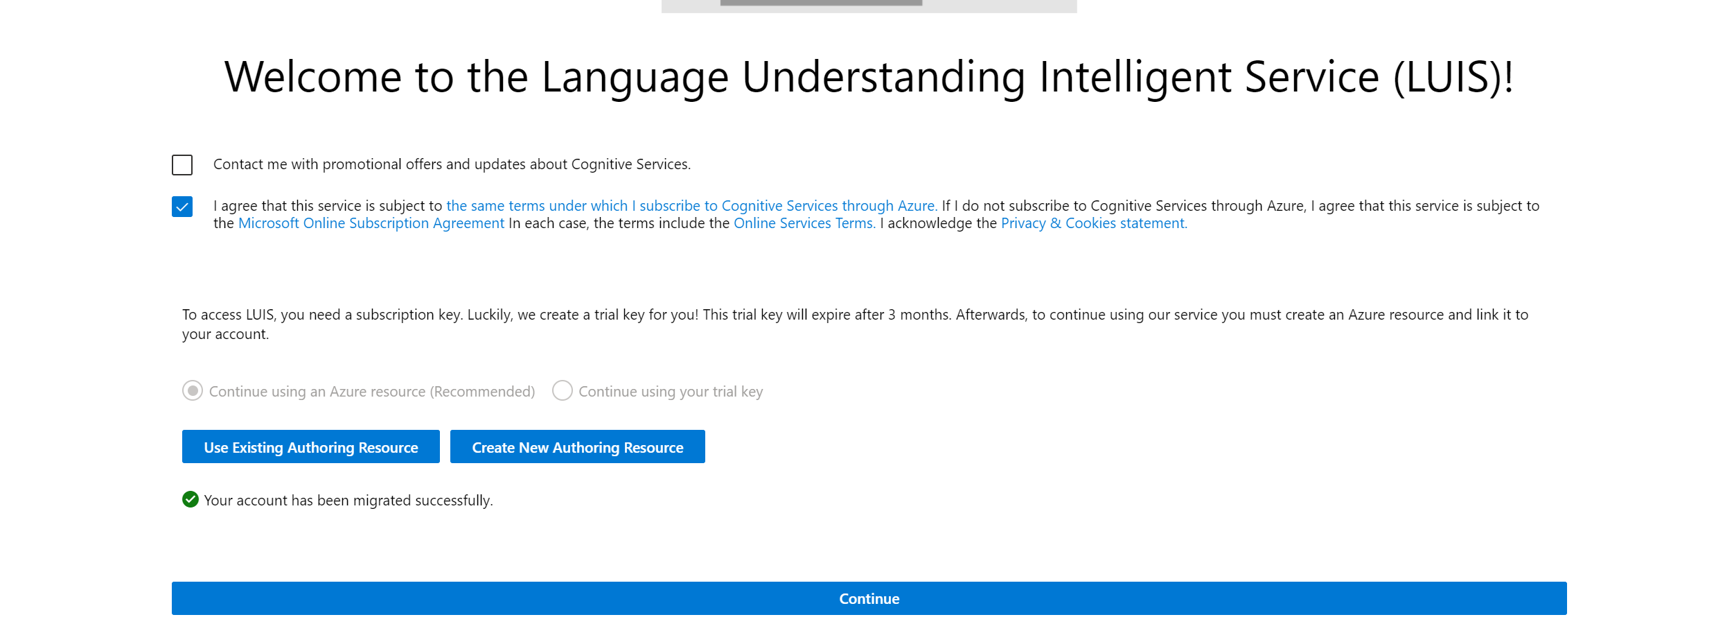 Welcome to the Language Understanding Intelligent Service (LUIS)!
Contact me with promotional offers and updates about Cognitive Services.
I agree that this service is subject to the same terms under which I subscribe to Cognitive Services through Azure. If I do not subscribe to Cognitive Services through Azure, I agree that this service is subject to
the Microsoft Online Subscription Agreement In each case, the terms include the Online Services Terms. I acknowledge the Privacy & Cookies statement.
To access LUIS, you need a subscription key. Luckily, we create a trial key for you! This trial key will expire after 3 months. Afterwards, to continue using our service you must create an Azure resource and link it to
your account.
Continue using an Azure resource (Recommended) Continue using your trial key
Use Existing Authoring Resource Create New Authoring Resource
Your account has been migrated successfully.
Continue